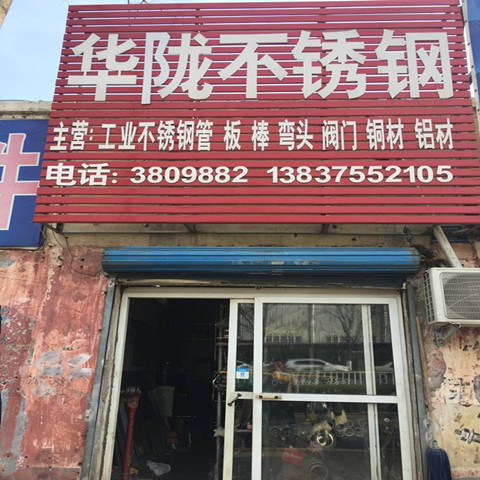 华陇不锈钢
主营: 工业不锈钢管 板 棒 弯头 阀门 铜材 铝材
电话: 3809882 13837552105
件